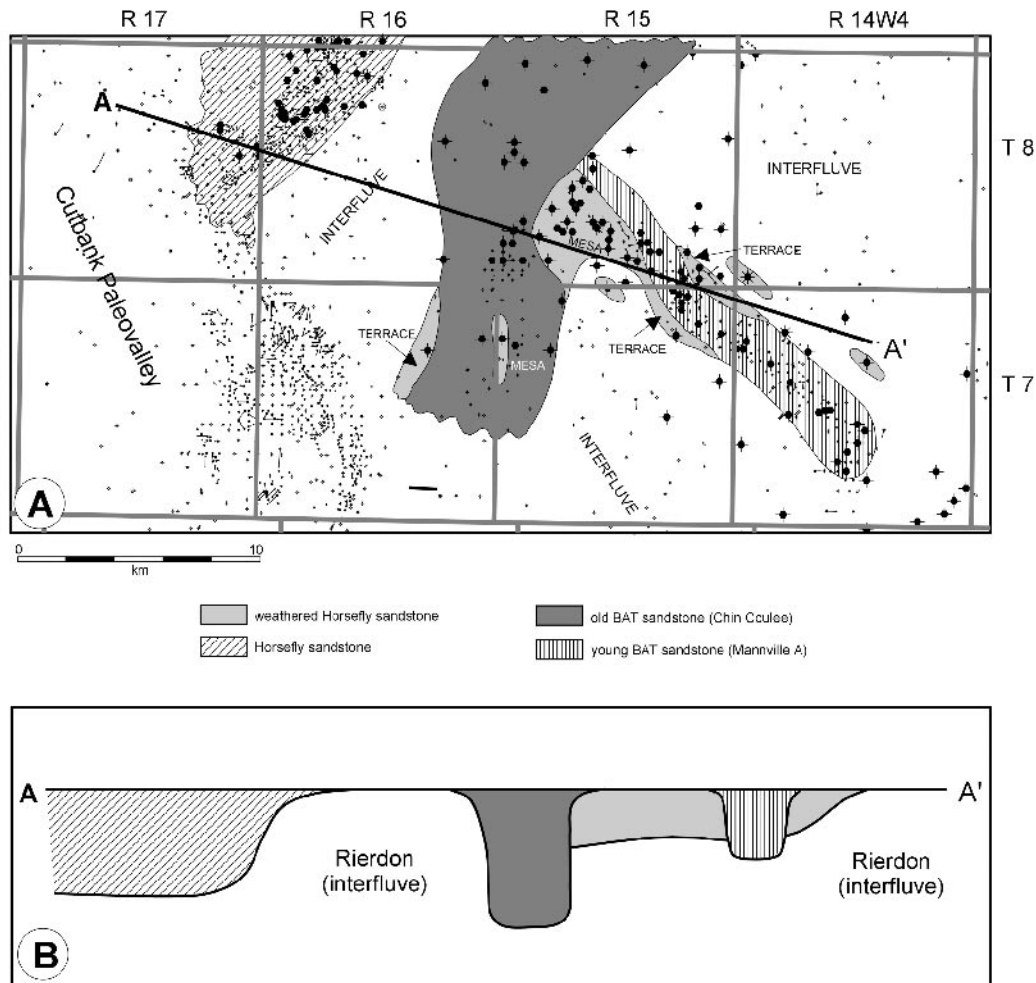 R 17 R 16 R 15 R 14W4
A
T 8
INTERFLUVE
INTERFLUVE
Cutbank Paleovalley
MESA
TERRACE
TERRACE
TERRACE
A'
MESA
T 7
INTERFLUVE
A
0 10
km
weathered Horsefly sandstone
old BAT sandstone (Chin Coulee)
Horsefly sandstone
young BAT sandstone (Mannville A)
A A'
Rierdon
(interfluve)
Rierdon
(interfluve)
B